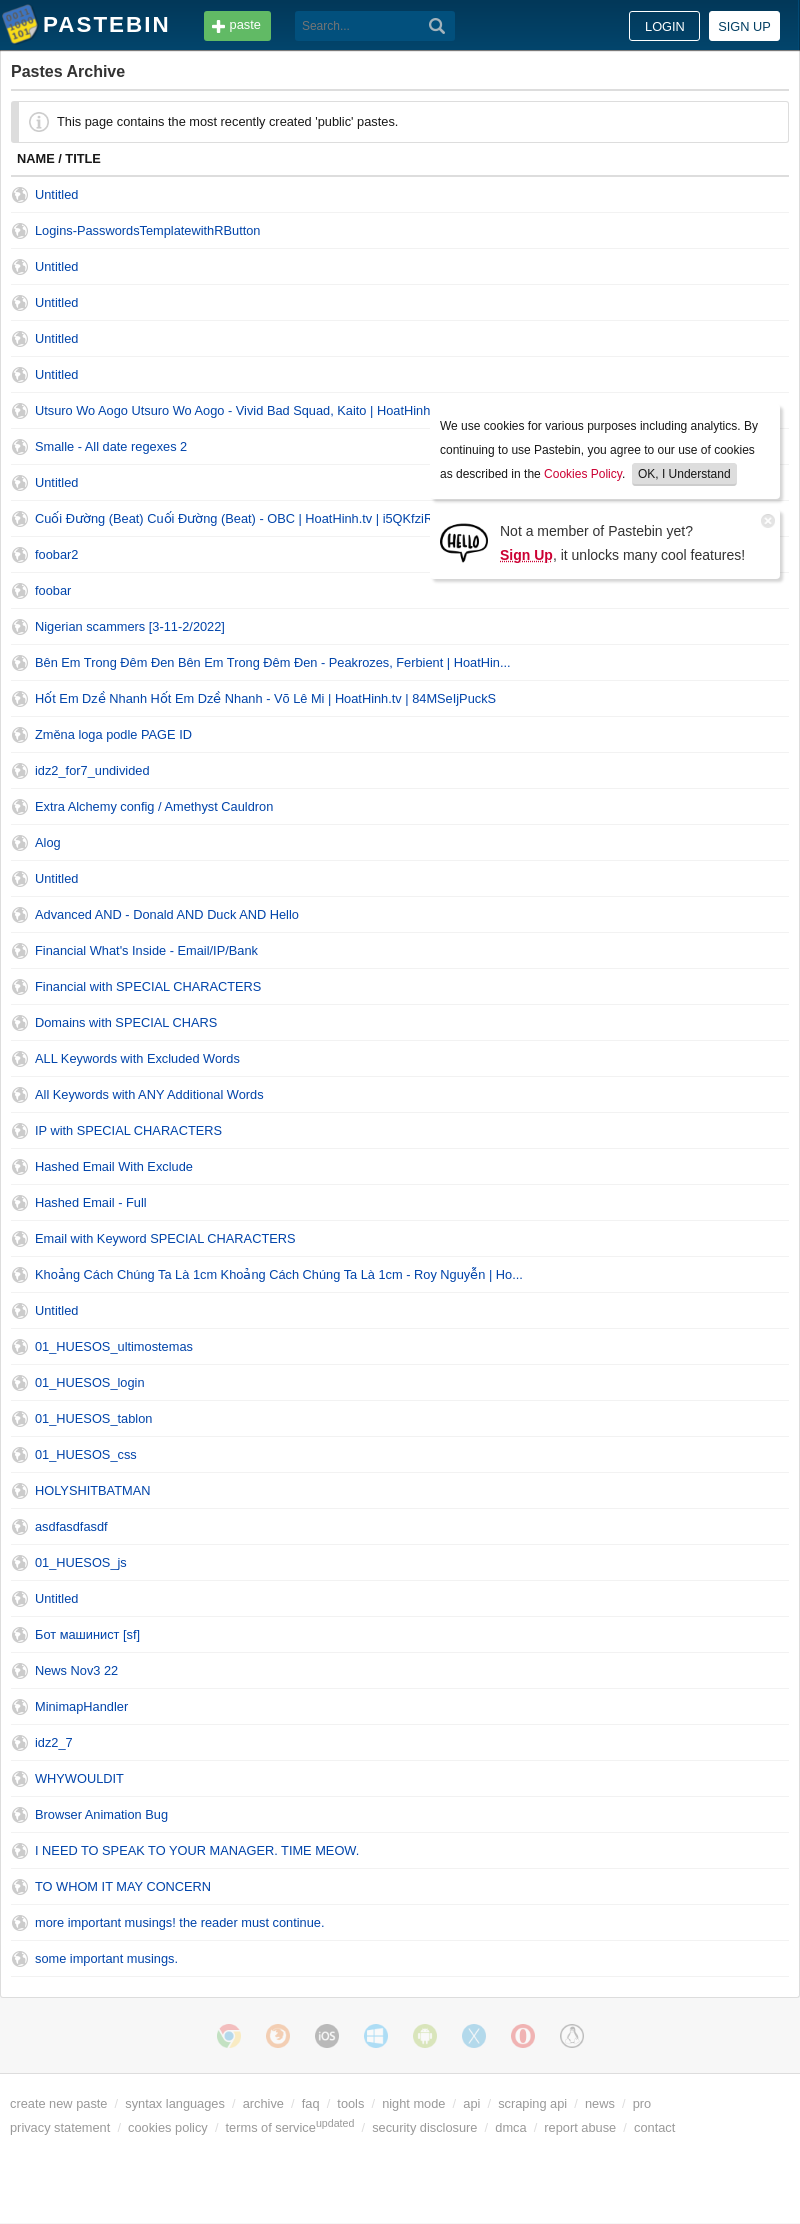 PASTEBIN
paste
Search...
LOGIN
SIGN UP
Pastes Archive
This page contains the most recently created 'public' pastes.
NAME / TITLE
Untitled
Logins-PasswordsTemplatewithRButton
Untitled
Untitled
Untitled
Untitled
Utsuro Wo Aogo Utsuro Wo Aogo - Vivid Bad Squad, Kaito | HoatHinh
Smalle - All date regexes 2
Untitled
Cuối Đường (Beat) Cuối Đường (Beat) - OBC | HoatHinh.tv | i5QKfziR
foobar2
foobar
We use cookies for various purposes including analytics. By
continuing to use Pastebin, you agree to our use of cookies
as described in the Cookies Policy. OK, I Understand
HELLO
Not a member of Pastebin yet?
Sign Up, it unlocks many cool features!
Nigerian scammers [3-11-2/2022]
Bên Em Trong Đêm Đen Bên Em Trong Đêm Đen - Peakrozes, Ferbient | HoatHin...
Hốt Em Dzề Nhanh Hốt Em Dzề Nhanh - Võ Lê Mi | HoatHinh.tv | 84MSeIjPuckS
Změna loga podle PAGE ID
idz2_for7_undivided
Extra Alchemy config / Amethyst Cauldron
Alog
Untitled
Advanced AND - Donald AND Duck AND Hello
Financial What's Inside - Email/IP/Bank
Financial with SPECIAL CHARACTERS
Domains with SPECIAL CHARS
ALL Keywords with Excluded Words
All Keywords with ANY Additional Words
IP with SPECIAL CHARACTERS
Hashed Email With Exclude
Hashed Email - Full
Email with Keyword SPECIAL CHARACTERS
Khoảng Cách Chúng Ta Là 1cm Khoảng Cách Chúng Ta Là 1cm - Roy Nguyễn | Ho...
Untitled
01_HUESOS_ultimostemas
01_HUESOS_login
01_HUESOS_tablon
01_HUESOS_css
HOLYSHITBATMAN
asdfasdfasdf
01_HUESOS_js
Untitled
Бот машинист [sf]
News Nov3 22
MinimapHandler
idz2_7
WHYWOULDIT
Browser Animation Bug
I NEED TO SPEAK TO YOUR MANAGER. TIME MEOW.
TO WHOM IT MAY CONCERN
more important musings! the reader must continue.
some important musings.
iOS
create new paste / syntax languages / archive / faq / tools / night mode / api / scraping api / news / pro
privacy statement / cookies policy / terms of serviceupdated / security disclosure / dmca / report abuse / contact